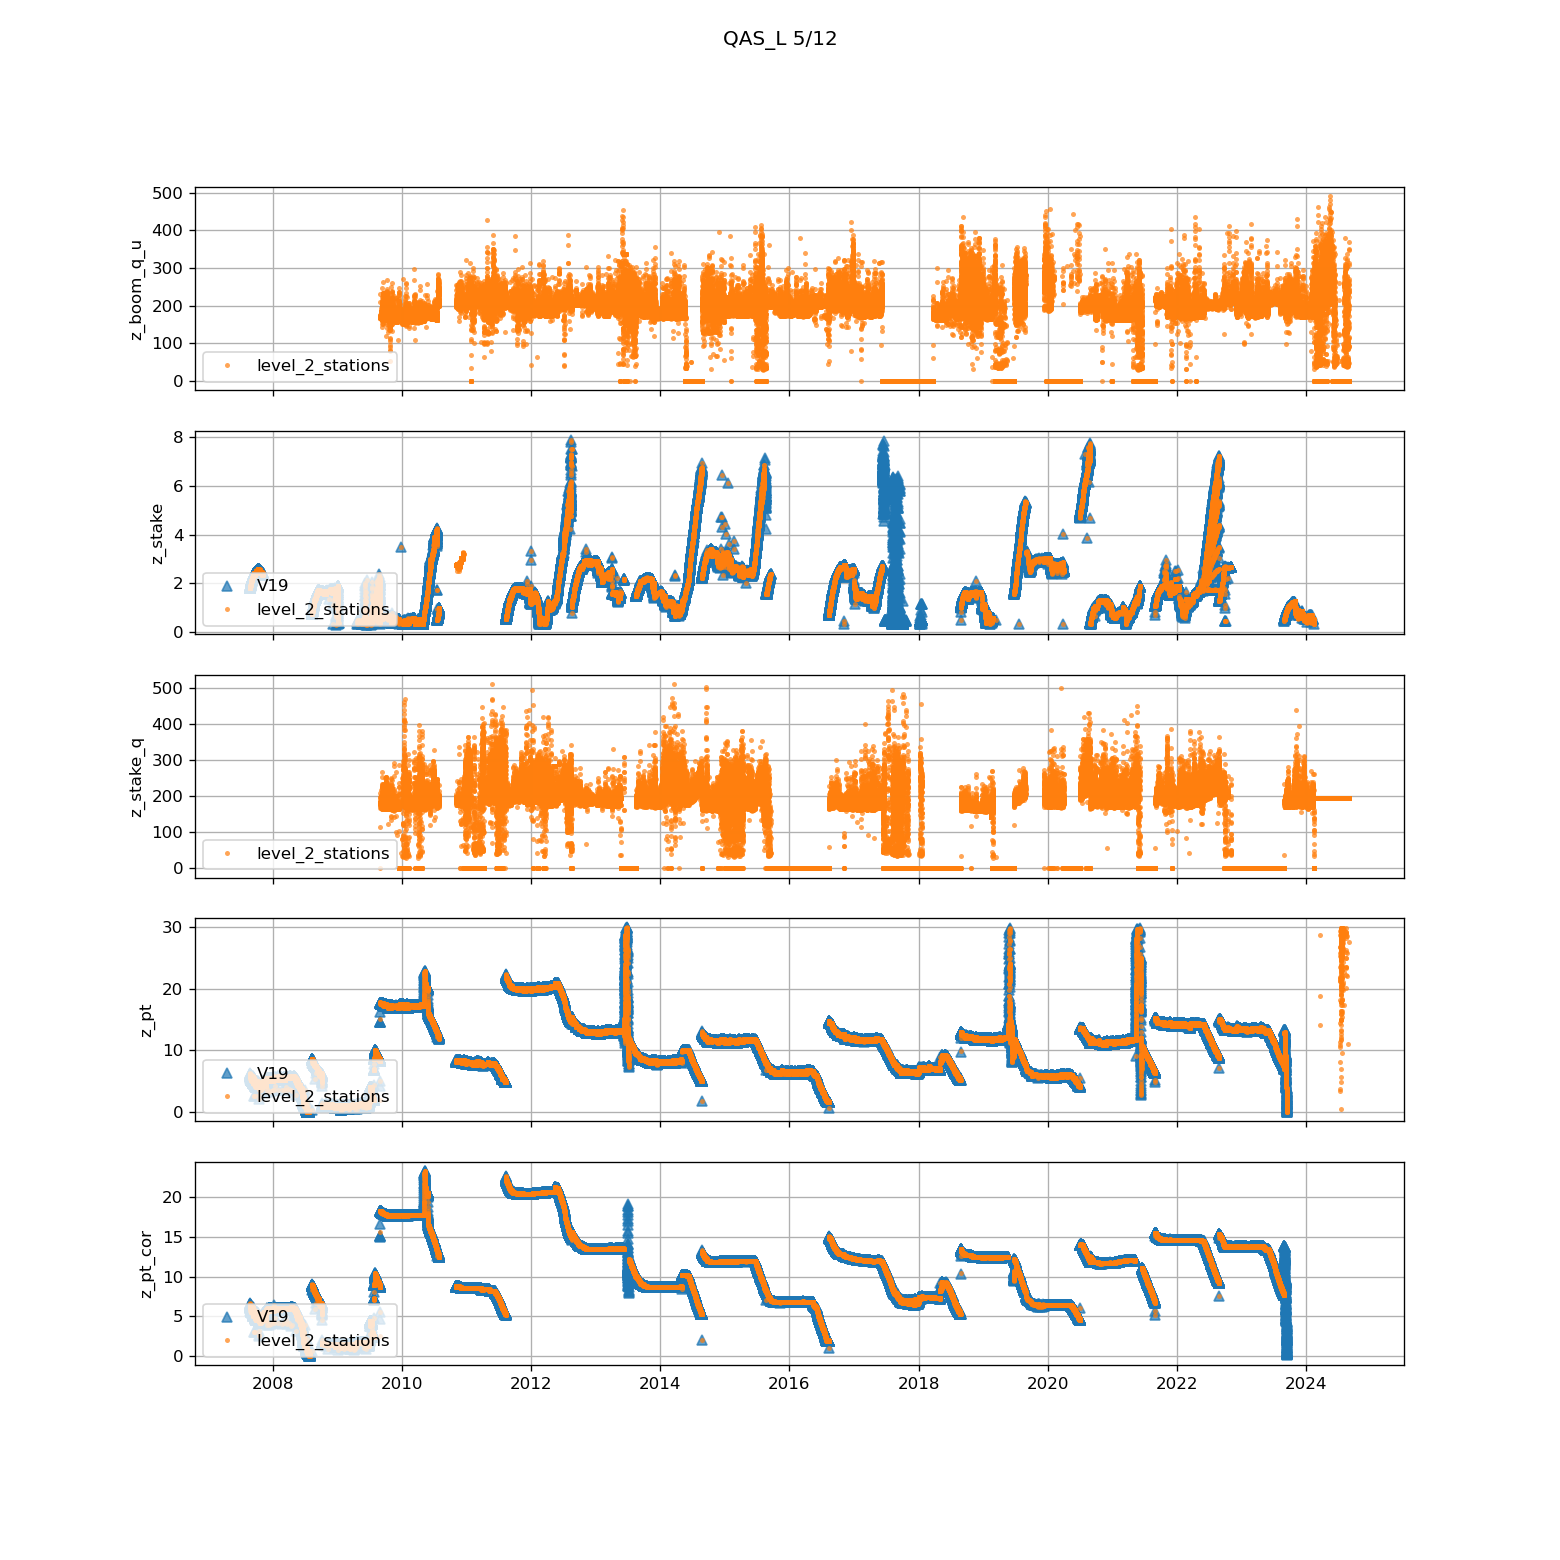 QAS_L 5/12
z_boom_q_u
500
400
300
200
100
0
level_2_stations
z_stake
8
6
4
2
0
V19
level_2_stations
z_stake_q
500
400
300
200
100
0
level_2_stations
z_pt
30
20
10
0
V19
level_2_stations
z_pt_cor
20
15
10
5
0
V19
level_2_stations
2008 2010 2012 2014 2016 2018 2020 2022 2024